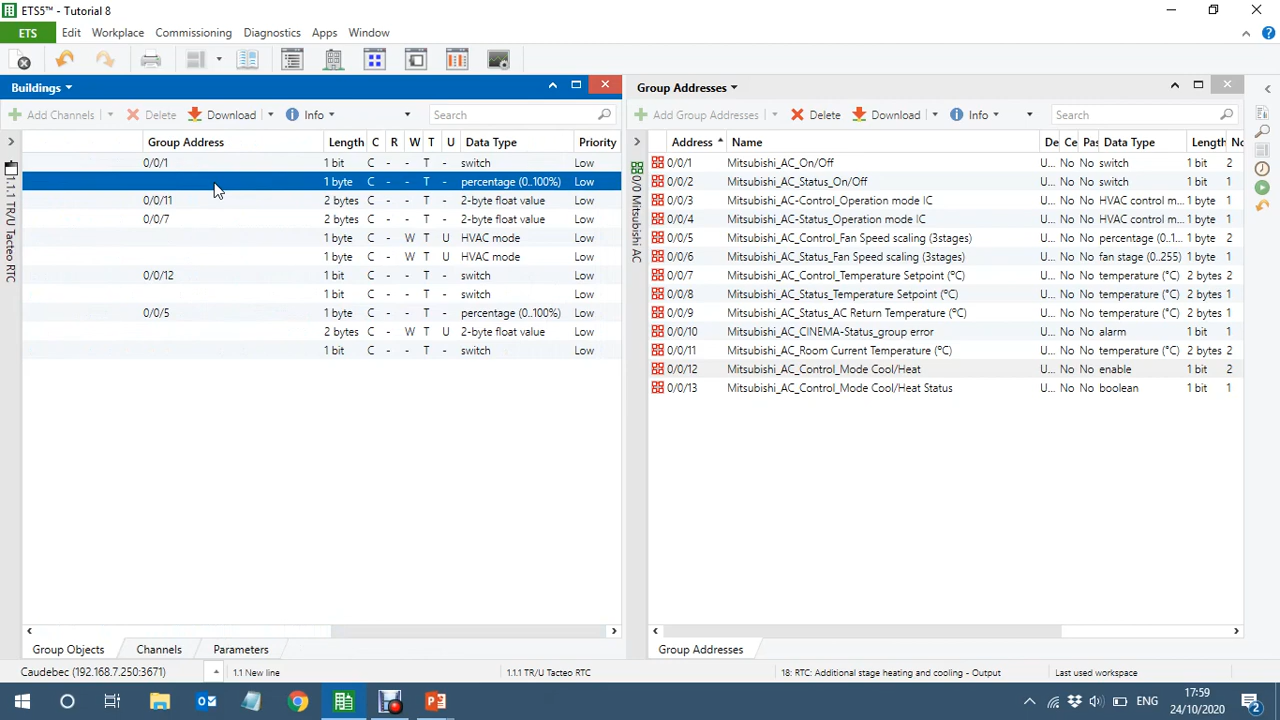 ETS5™ - Tutorial 8
ETS Edit Workplace Commissioning Diagnostics Apps Window
Buildings
Add Channels Delete Download Info Search
Group Address Length C R W T U Data Type Priority
0/0/1 1 bit C - - T - switch Low
1 byte C - - T - percentage (0..100%) Low
0/0/11 2 bytes C - - T - 2-byte float value Low
0/0/7 2 bytes C - - T - 2-byte float value Low
1 byte C - W T U HVAC mode Low
1 byte C - W T U HVAC mode Low
0/0/12 1 bit C - - T - switch Low
1 bit C - - T - switch Low
0/0/5 1 byte C - - T - percentage (0..100%) Low
2 bytes C - W T U 2-byte float value Low
1 bit C - - T - switch Low
1.1.1 TR/U Tacteo RTC
Group Objects Channels Parameters
Group Addresses
Add Group Addresses Delete Download Info Search
Address Name De Ce Pas Data Type Length No
0/0/1 Mitsubishi_AC_On/Off U... No No switch 1 bit 2
0/0/2 Mitsubishi_AC_Status_On/Off U... No No switch 1 bit 1
0/0/3 Mitsubishi_AC-Control_Operation mode IC U... No No HVAC control m... 1 byte 1
0/0/4 Mitsubishi_AC-Status_Operation mode IC U... No No HVAC control m... 1 byte 1
0/0/5 Mitsubishi_AC_Control_Fan Speed scaling (3stages) U... No No percentage (0..1... 1 byte 2
0/0/6 Mitsubishi_AC_Status_Fan Speed scaling (3stages) U... No No fan stage (0..255) 1 byte 1
0/0/7 Mitsubishi_AC_Control_Temperature Setpoint (ºC) U... No No temperature (°C) 2 bytes 2
0/0/8 Mitsubishi_AC_Status_Temperature Setpoint (ºC) U... No No temperature (°C) 2 bytes 1
0/0/9 Mitsubishi_AC_Status_AC Return Temperature (ºC) U... No No temperature (°C) 2 bytes 1
0/0/10 Mitsubishi_AC_CINEMA-Status_group error U... No No alarm 1 bit 1
0/0/11 Mitsubishi_AC_Room Current Temperature (ºC) U... No No temperature (°C) 2 bytes 2
0/0/12 Mitsubishi_AC_Control_Mode Cool/Heat U... No No enable 1 bit 2
0/0/13 Mitsubishi_AC_Control_Mode Cool/Heat Status U... No No boolean 1 bit 1
0/0 Mitsubishi AC
Group Addresses
Caudebec (192.168.7.250:3671) 1.1 New line 1.1.1 TR/U Tacteo RTC 18: RTC: Additional stage heating and cooling - Output Last used workspace
ENG 17:59
24/10/2020 2